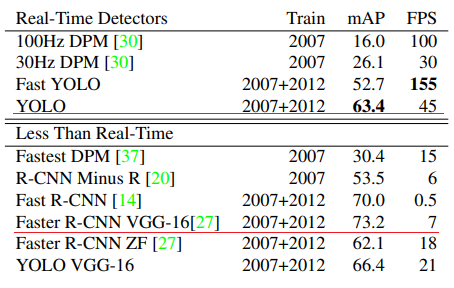 Real-Time Detectors Train mAP FPS
100Hz DPM [30] 2007 16.0 100
30Hz DPM [30] 2007 26.1 30
Fast YOLO 2007+2012 52.7 155
YOLO 2007+2012 63.4 45
Less Than Real-Time
Fastest DPM [37] 2007 30.4 15
R-CNN Minus R [20] 2007 53.5 6
Fast R-CNN [14] 2007+2012 70.0 0.5
Faster R-CNN VGG-16[27] 2007+2012 73.2 7
Faster R-CNN ZF [27] 2007+2012 62.1 18
YOLO VGG-16 2007+2012 66.4 21